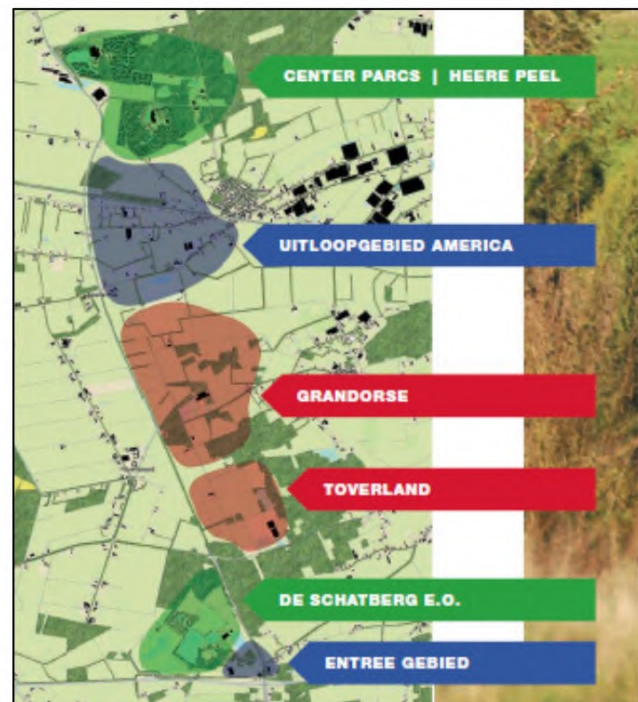 CENTER PARCS | HEERE PEEL
UITLOOPGEBIED AMERICA
GRANDORSE
TOVERLAND
DE SCHATBERG E.O.
ENTREE GEBIED